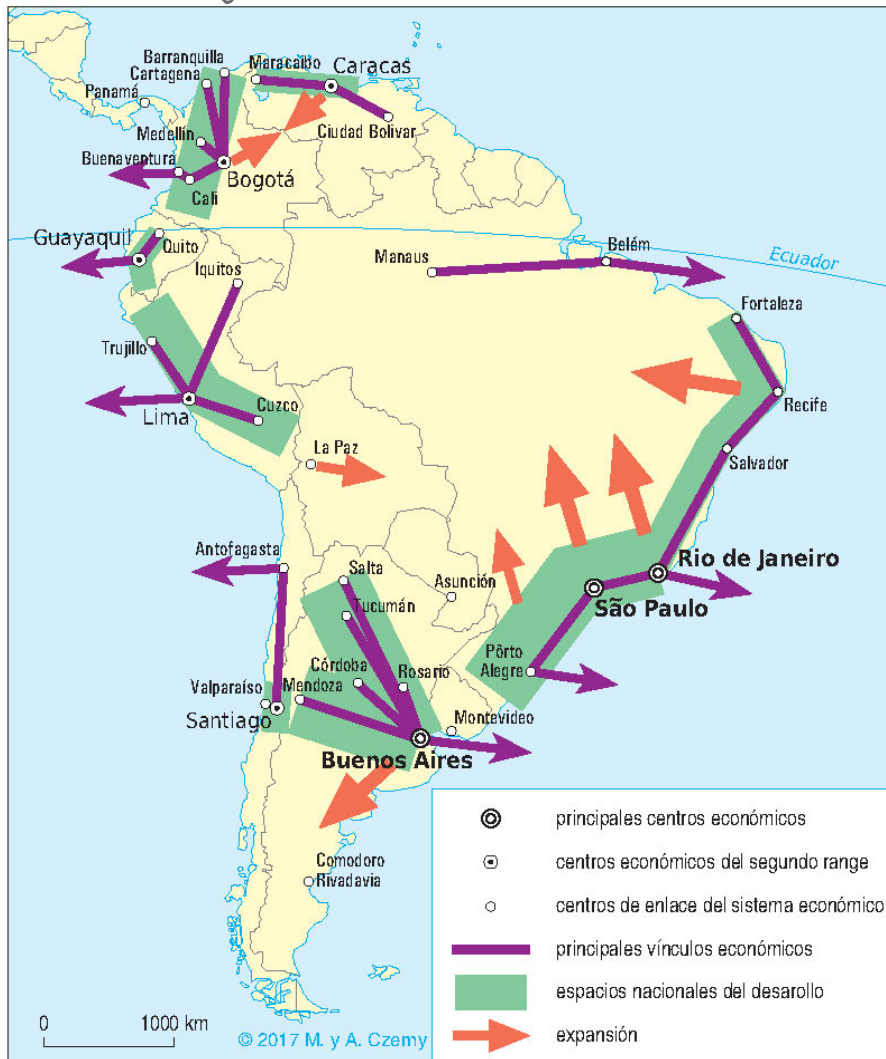 Barranquilla
Cartagena
Maracaibo
Caracas
Panamá
Ciudad Bolivar
Medellín
Buenaventura
Bogotá
Cali
Guayaquil
Quito
Iquitos
Manaus
Belém
Ecuador
Fortaleza
Trujillo
Recife
Lima
Cuzco
La Paz
Salvador
Antofagasta
Salta
Asunción
Rio de Janeiro
São Paulo
Tucumán
Pôrto
Alegre
Córdoba
Rosario
Valparaíso
Mendoza
Santiago
Montevideo
Buenos Aires
Comodoro
Rivadavia
principales centros económicos
centros económicos del segundo range
centros de enlace del sistema económico
principales vínculos económicos
espacios nacionales del desarollo
expansión
0 1000 km
© 2017 M. y A. Czerny